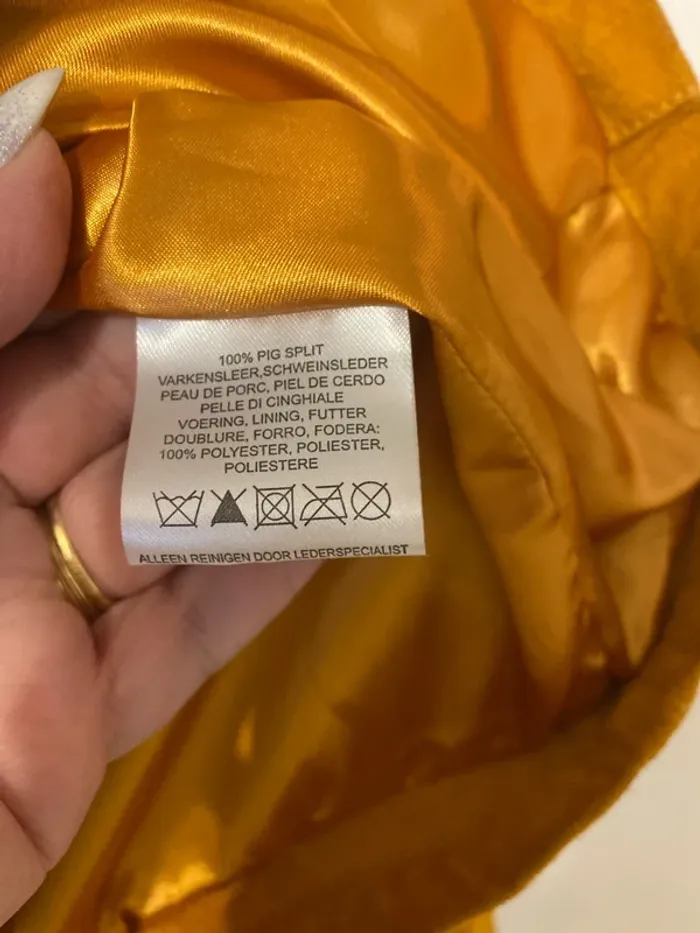 100% PIG SPLIT
VARKENSLEER,SCHWEINSLEDER
PEAU DE PORC, PIEL DE CERDO
PELLE DI CINGHIALE
VOERING, LINING, FUTTER
DOUBLURE, FORRO, FODERA:
100% POLYESTER, POLIESTER,
POLIESTERE
ALLEEN REINIGEN DOOR LEDERSPECIALIST